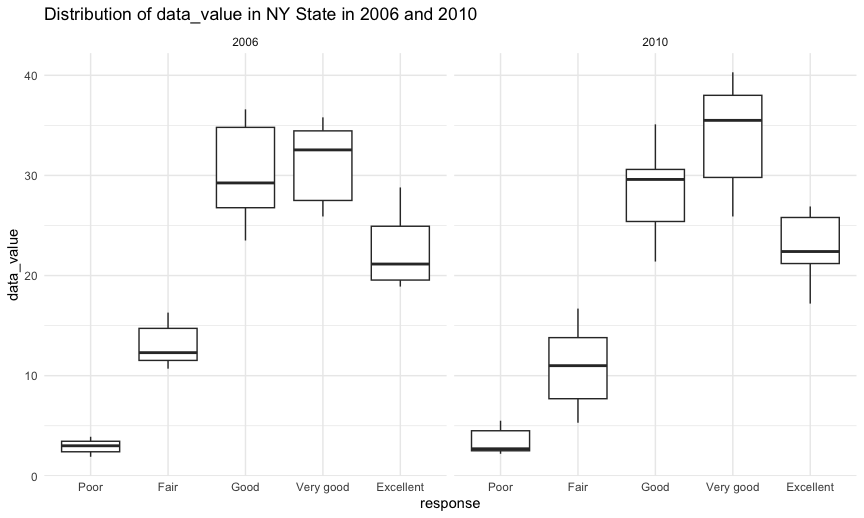 Distribution of data_value in NY State in 2006 and 2010
2006 2010
40
30
20
10
0
data_value
Poor Fair Good Very good Excellent Poor Fair Good Very good Excellent
response